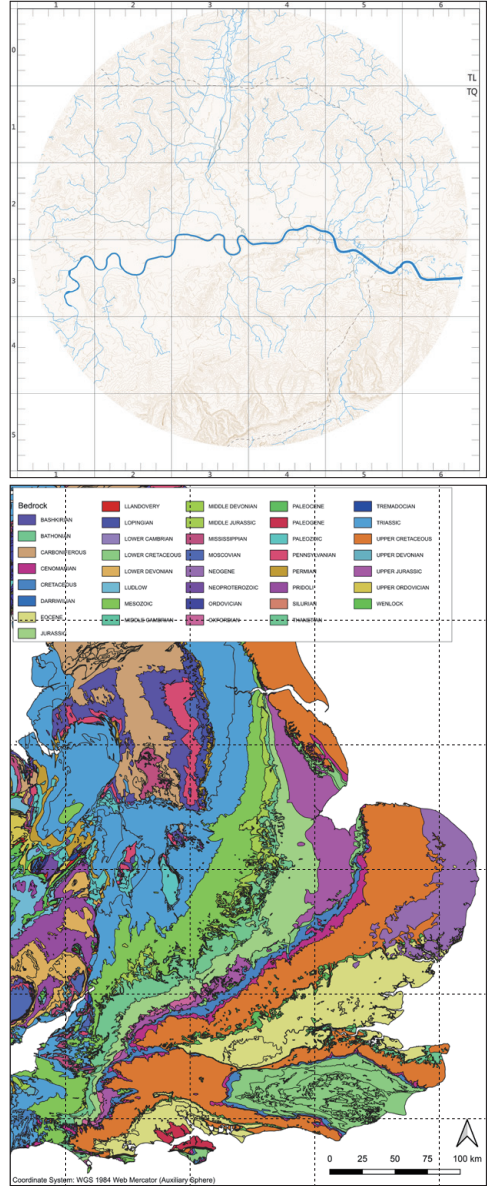 1 2 3 4 5 6
0
TL
TQ
1
2
3
4
5
1 2 3 4 5 6
Bedrock
BASHKIRIAN
BATHONIAN
CARBONIFEROUS
CENOMANIAN
CRETACEOUS
DARRIWILIAN
EOCENE
JURASSIC
LLANDOVERY
LOPINGIAN
LOWER CAMBRIAN
LOWER CRETACEOUS
LOWER DEVONIAN
LUDLOW
MESOZOIC
MIDDLE CAMBRIAN
MIDDLE DEVONIAN
MIDDLE JURASSIC
MISSISSIPPIAN
MOSCOVIAN
NEOGENE
NEOPROTEROZOIC
ORDOVICIAN
OXFORDIAN
PALEOCENE
PALEOGENE
PALEOZOIC
PENNSYLVANIAN
PERMIAN
PRIDOLI
SILURIAN
THANETIAN
TREMADOCIAN
TRIASSIC
UPPER CRETACEOUS
UPPER DEVONIAN
UPPER JURASSIC
UPPER ORDOVICIAN
WENLOCK
0 25 50 75 100 km
Coordinate System: WGS 1984 Web Mercator (Auxiliary Sphere)